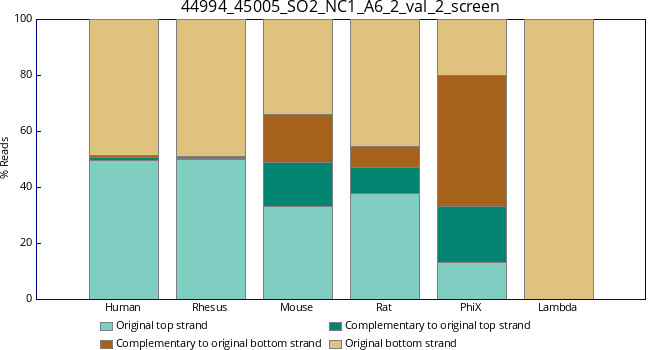 44994_45005_SO2_NC1_A6_2_val_2_screen
100
80
60
40
20
0
% Reads
Human Rhesus Mouse Rat PhiX Lambda
Original top strand Complementary to original top strand
Complementary to original bottom strand Original bottom strand